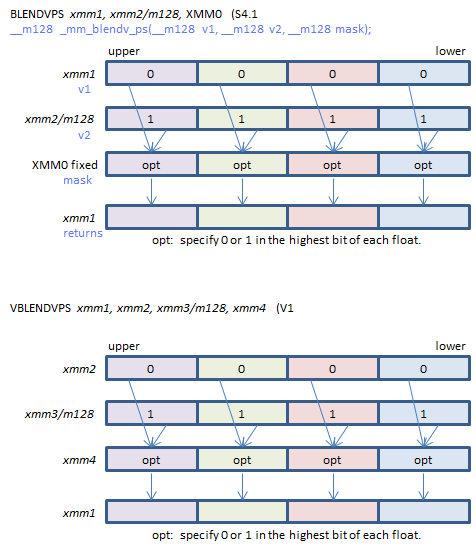 BLENDVPS xmm1, xmm2/m128, XMM0 (S4.1
__m128 _mm_blendv_ps(__m128 v1, __m128 v2, __m128 mask);
upper lower
xmm1 0 0 0 0
v1
xmm2/m128 1 1 1 1
v2
XMM0 fixed opt opt opt opt
mask
xmm1
returns
opt: specify 0 or 1 in the highest bit of each float.
VBLENDVPS xmm1, xmm2, xmm3/m128, xmm4 (V1
upper lower
xmm2 0 0 0 0
xmm3/m128 1 1 1 1
xmm4 opt opt opt opt
xmm1
opt: specify 0 or 1 in the highest bit of each float.